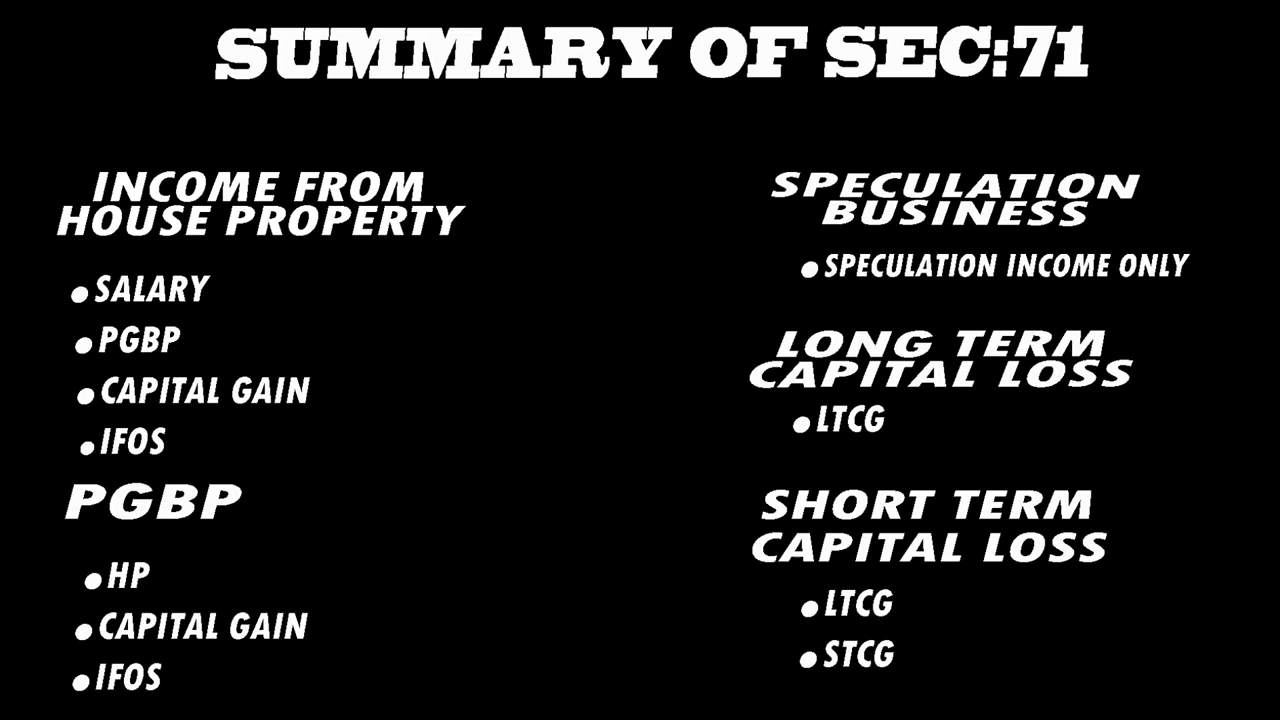 SUMMARY OF SEC:71
INCOME FROM
HOUSE PROPERTY
• SALARY
• PGBP
• CAPITAL GAIN
• IFOS
PGBP
• HP
• CAPITAL GAIN
• IFOS
SPECULATION
BUSINESS
• SPECULATION INCOME ONLY
LONG TERM
CAPITAL LOSS
• LTCG
SHORT TERM
CAPITAL LOSS
• LTCG
• STCG